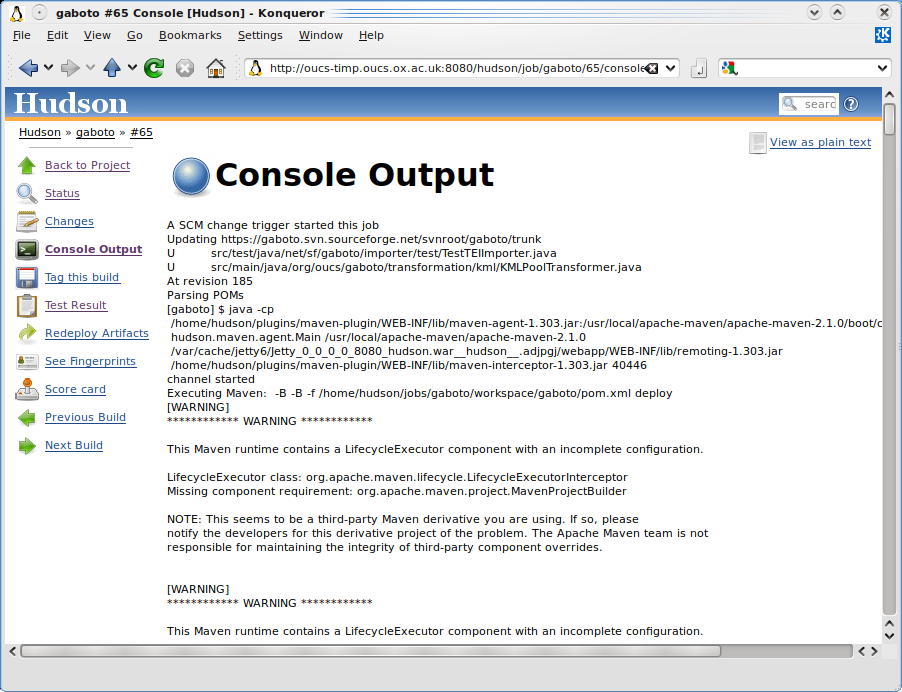 gaboto #65 Console [Hudson] - Konqueror
File Edit View Go Bookmarks Settings Window Help
http://oucs-timp.oucs.ox.ac.uk:8080/hudson/job/gaboto/65/console
Hudson
searc
Hudson » gaboto » #65
View as plain text
Back to Project
Status
Changes
Console Output
Tag this build
Test Result
Redeploy Artifacts
See Fingerprints
Score card
Previous Build
Next Build
Console Output
A SCM change trigger started this job
Updating https://gaboto.svn.sourceforge.net/svnroot/gaboto/trunk
U src/test/java/net/sf/gaboto/importer/test/TestTEIImporter.java
U src/main/java/org/oucs/gaboto/transformation/kml/KMLPoolTransformer.java
At revision 185
Parsing POMs
[gaboto] $ java -cp
/home/hudson/plugins/maven-plugin/WEB-INF/lib/maven-agent-1.303.jar:/usr/local/apache-maven/apache-maven-2.1.0/boot/c
hudson.maven.agent.Main /usr/local/apache-maven/apache-maven-2.1.0
/var/cache/jetty6/Jetty_0_0_0_0_8080_hudson.war__hudson__.adjpgj/webapp/WEB-INF/lib/remoting-1.303.jar
/home/hudson/plugins/maven-plugin/WEB-INF/lib/maven-interceptor-1.303.jar 40446
channel started
Executing Maven: -B -B -f /home/hudson/jobs/gaboto/workspace/gaboto/pom.xml deploy
[WARNING]
************ WARNING ************
This Maven runtime contains a LifecycleExecutor component with an incomplete configuration.
LifecycleExecutor class: org.apache.maven.lifecycle.LifecycleExecutorInterceptor
Missing component requirement: org.apache.maven.project.MavenProjectBuilder
NOTE: This seems to be a third-party Maven derivative you are using. If so, please
notify the developers for this derivative project of the problem. The Apache Maven team is not
responsible for maintaining the integrity of third-party component overrides.
[WARNING]
************ WARNING ************
This Maven runtime contains a LifecycleExecutor component with an incomplete configuration.